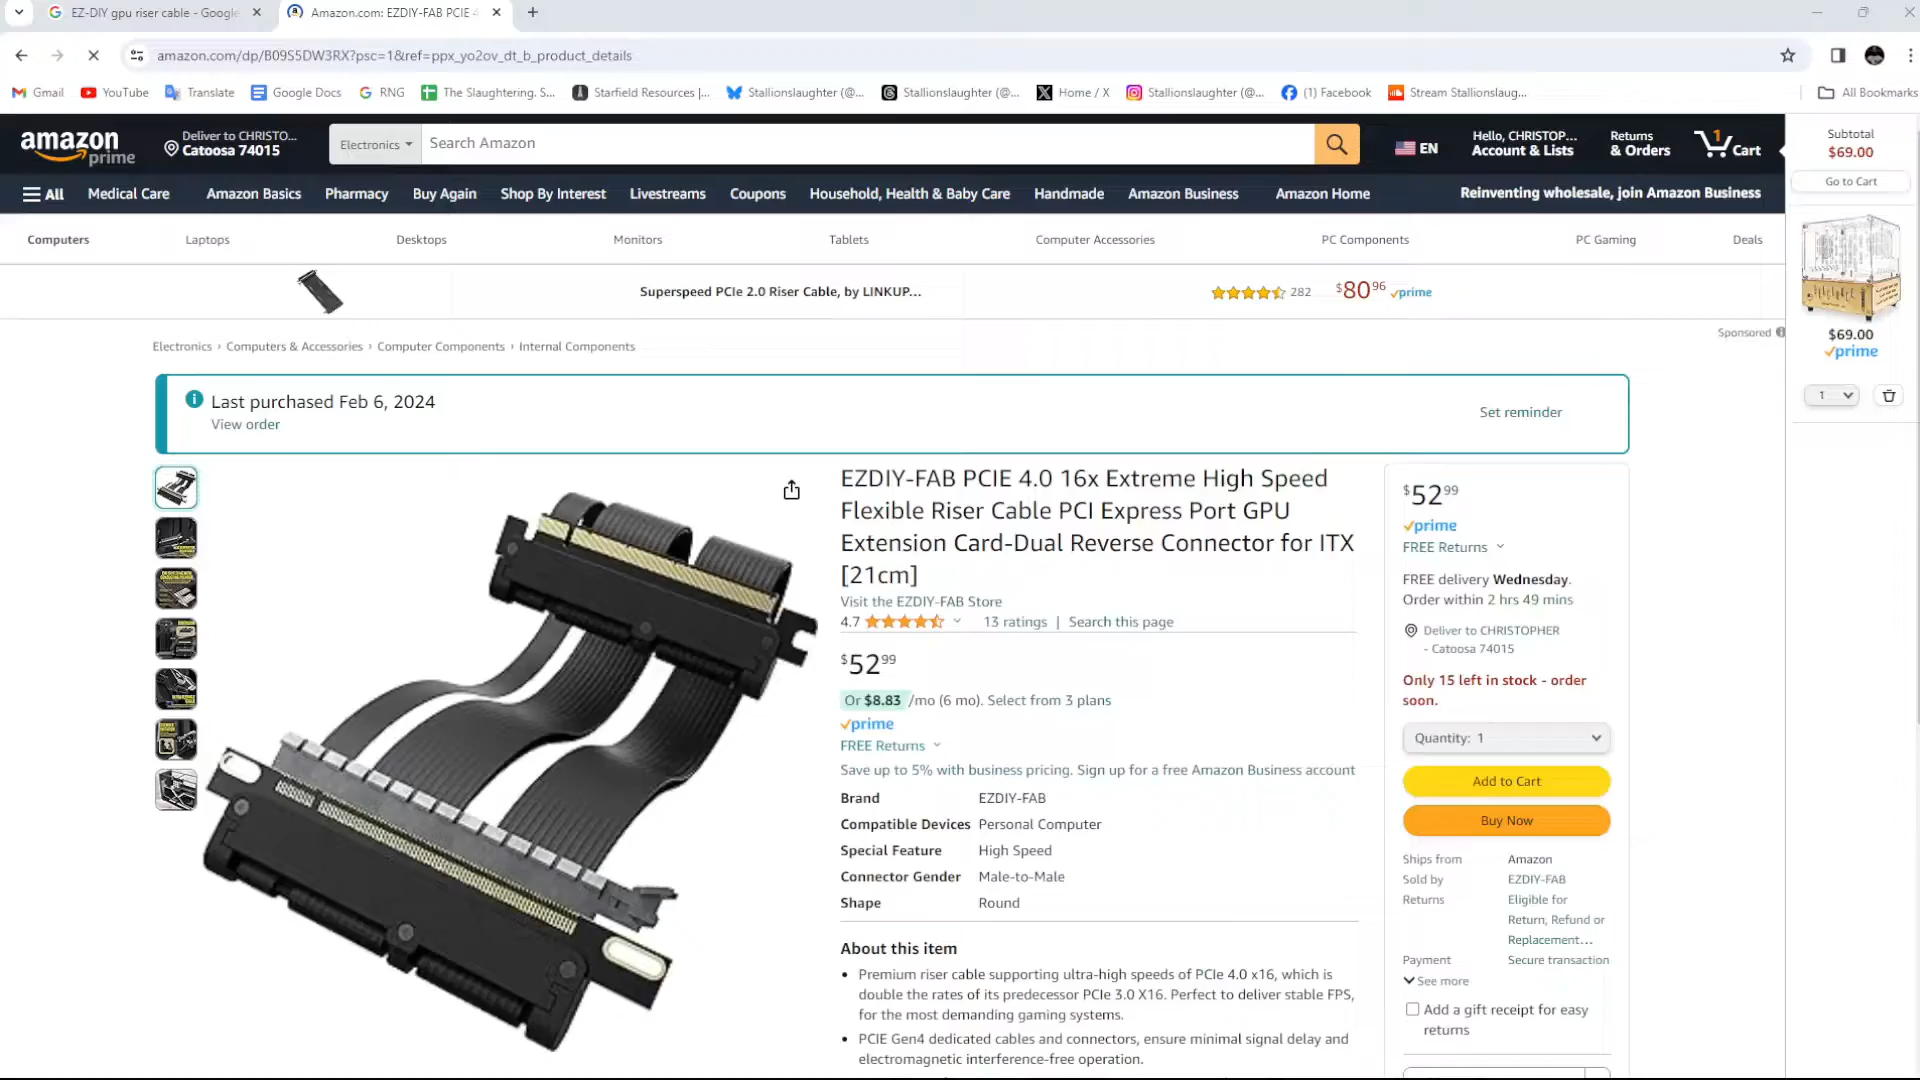 EZ-DIY gpu riser cable - Google
Amazon.com: EZDIY-FAB PCIE 4
amazon.com/dp/B09S5DW3RX?psc=1&ref=ppx_yo2ov_dt_b_product_details
Gmail YouTube Translate Google Docs RNG The Slaughtering. S... Starfield Resources |... Stallionslaughter (@... Stallionslaughter (@... Home / X Stallionslaughter (@... (1) Facebook Stream Stallionslaug... All Bookmarks
amazon prime
Deliver to CHRISTO...
Catoosa 74015
Electronics
Search Amazon
EN
Hello, CHRISTOP...
Account & Lists
Returns
& Orders
1
Cart
Subtotal
$69.00
Go to Cart
All Medical Care Amazon Basics Pharmacy Buy Again Shop By Interest Livestreams Coupons Household, Health & Baby Care Handmade Amazon Business Amazon Home Reinventing wholesale, join Amazon Business
Computers Laptops Desktops Monitors Tablets Computer Accessories PC Components PC Gaming Deals
Superspeed PCIe 2.0 Riser Cable, by LINKUP... 282 $80 96 prime
Sponsored
$69.00
prime
1
Electronics › Computers & Accessories › Computer Components › Internal Components
Last purchased Feb 6, 2024
View order
Set reminder
EZDIY-FAB PCIE 4.0 16x Extreme High Speed
Flexible Riser Cable PCI Express Port GPU
Extension Card-Dual Reverse Connector for ITX
[21cm]
Visit the EZDIY-FAB Store
4.7 13 ratings | Search this page
$52 99
Or $8.83 /mo (6 mo). Select from 3 plans
prime
FREE Returns
Save up to 5% with business pricing. Sign up for a free Amazon Business account
Brand EZDIY-FAB
Compatible Devices Personal Computer
Special Feature High Speed
Connector Gender Male-to-Male
Shape Round
About this item
• Premium riser cable supporting ultra-high speeds of PCIe 4.0 x16, which is
double the rates of its predecessor PCIe 3.0 X16. Perfect to deliver stable FPS,
for the most demanding gaming systems.
• PCIE Gen4 dedicated cables and connectors, ensure minimal signal delay and
electromagnetic interference-free operation.
$52 99
prime
FREE Returns
FREE delivery Wednesday.
Order within 2 hrs 49 mins
Deliver to CHRISTOPHER
- Catoosa 74015
Only 15 left in stock - order
soon.
Quantity: 1
Add to Cart
Buy Now
Ships from Amazon
Sold by EZDIY-FAB
Returns Eligible for
Return, Refund or
Replacement...
Payment Secure transaction
See more
Add a gift receipt for easy
returns